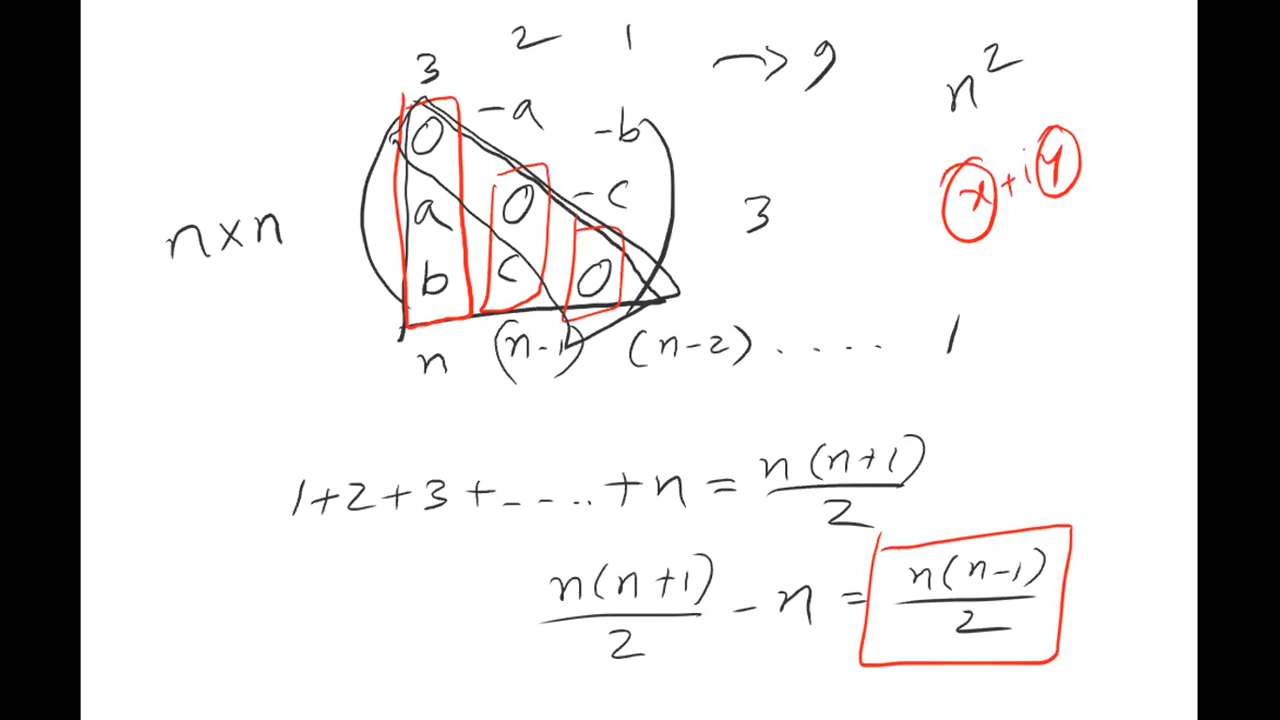 3 2 1 → 9 n²
0 -a -b x+iy
n×n a 0 -c 3
b c 0
n (n-1) (n-2) . . . . . 1
1+2+3+-----+n = n(n+1)/2
n(n+1)/2 - n = n(n-1)/2